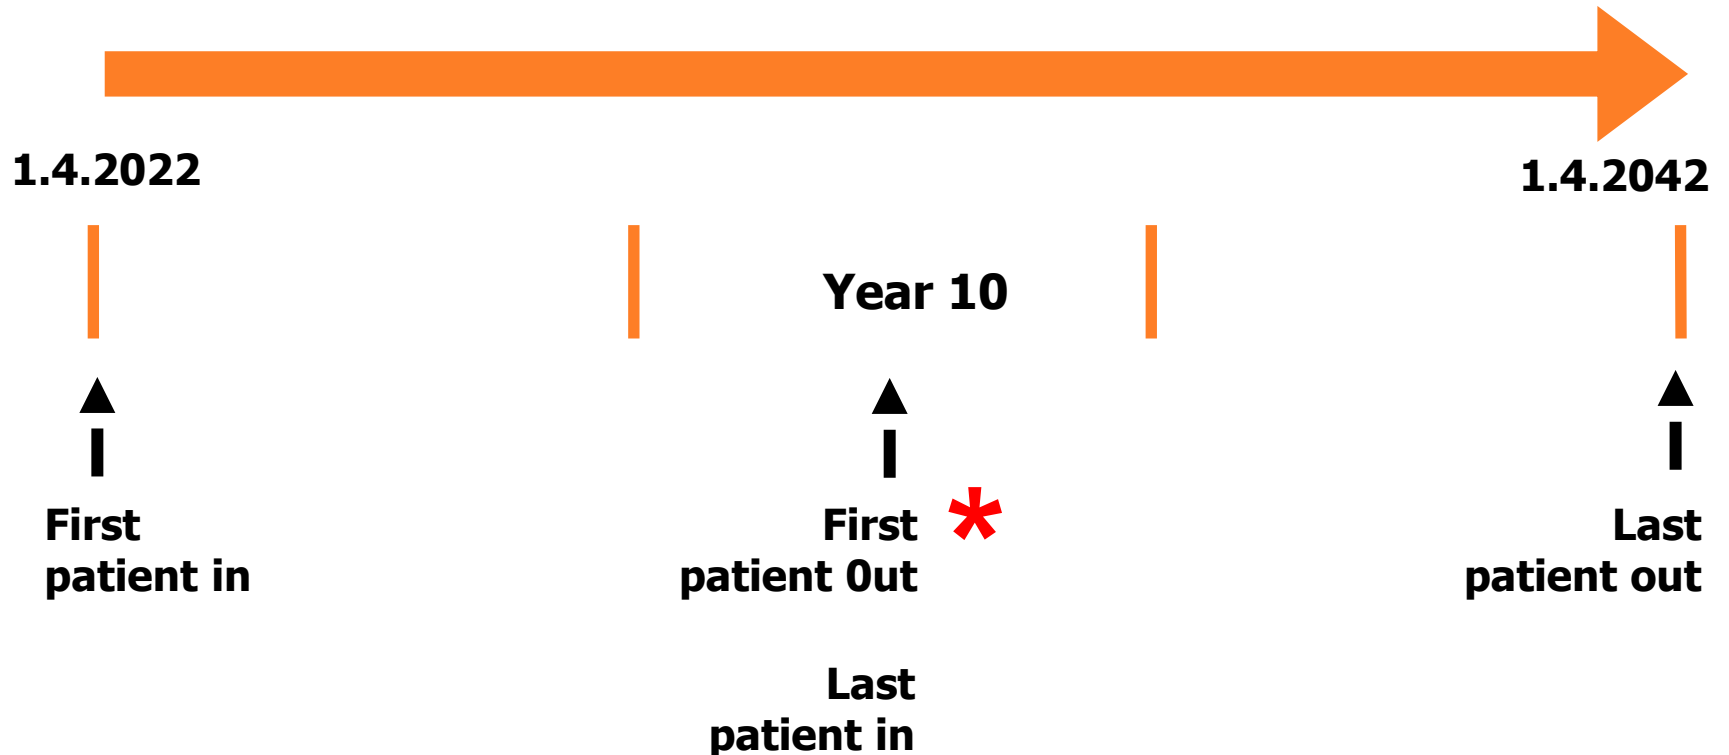 1.4.2022
1.4.2042
Year 10
First
patient in
First *
patient 0ut
Last
patient out
Last
patient in